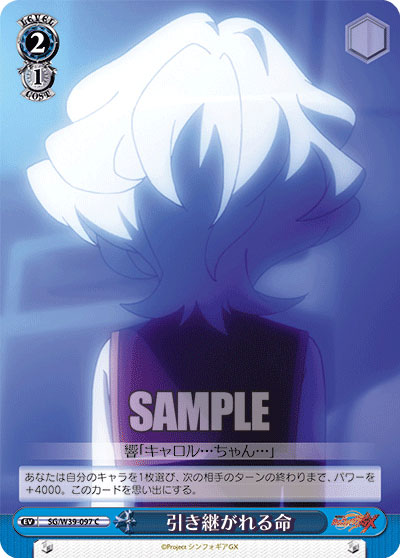 LEVEL
2
1
COST
SAMPLE
響「キャロル…ちゃん…」
あなたは自分のキャラを1枚選び、次の相手のターンの終わりまで、パワーを
+4000。このカードを思い出にする。
EV SG/W39-097 C 引き継がれる命
©Project シンフォギアGX